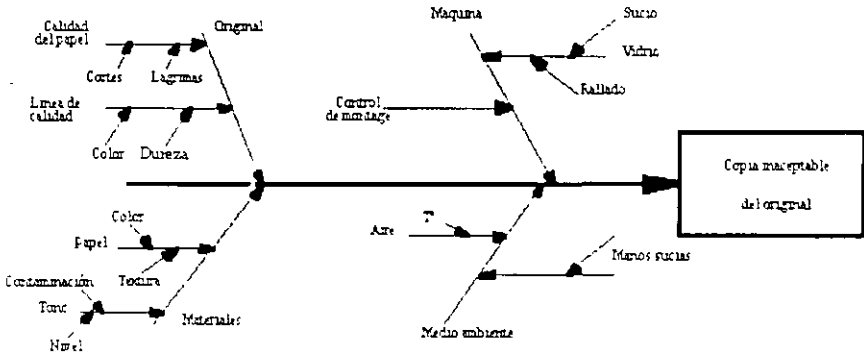 Calidad
del papel
Original
Cortes
Lagrimas
Linea de
calidad
Color
Dureza
Maquina
Sucio
Vidrio
Rallado
Control
de montage
Copia inaceptable
del original
Color
Papel
Textura
Contaminación
Tono
Nivel
Materiales
Aire
Tª
Manos sucias
Medio ambiente